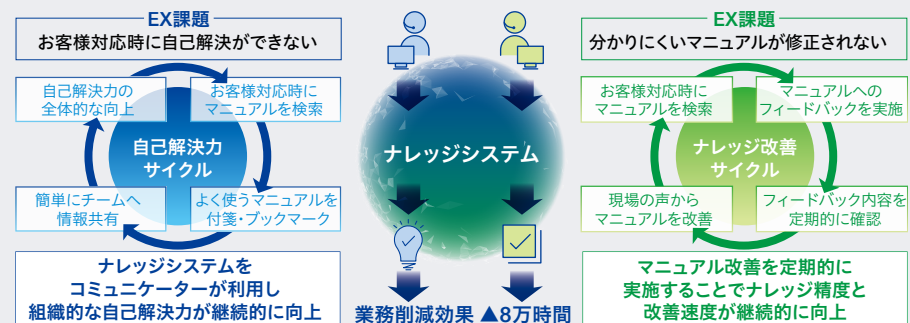 EX課題
お客様対応時に自己解決ができない
自己解決力の
全体的な向上
お客様対応時に
マニュアルを検索
自己解決力
サイクル
簡単にチームへ
情報共有
よく使うマニュアルを
付箋・ブックマーク
ナレッジシステムを
コミュニケーターが利用し
組織的な自己解決力が継続的に向上
ナレッジシステム
業務削減効果 ▲8万時間
EX課題
分かりにくいマニュアルが修正されない
お客様対応時に
マニュアルを検索
マニュアルへの
フィードバックを実施
ナレッジ改善
サイクル
現場の声から
マニュアルを改善
フィードバック内容を
定期的に確認
マニュアル改善を定期的に
実施することでナレッジ精度と
改善速度が継続的に向上